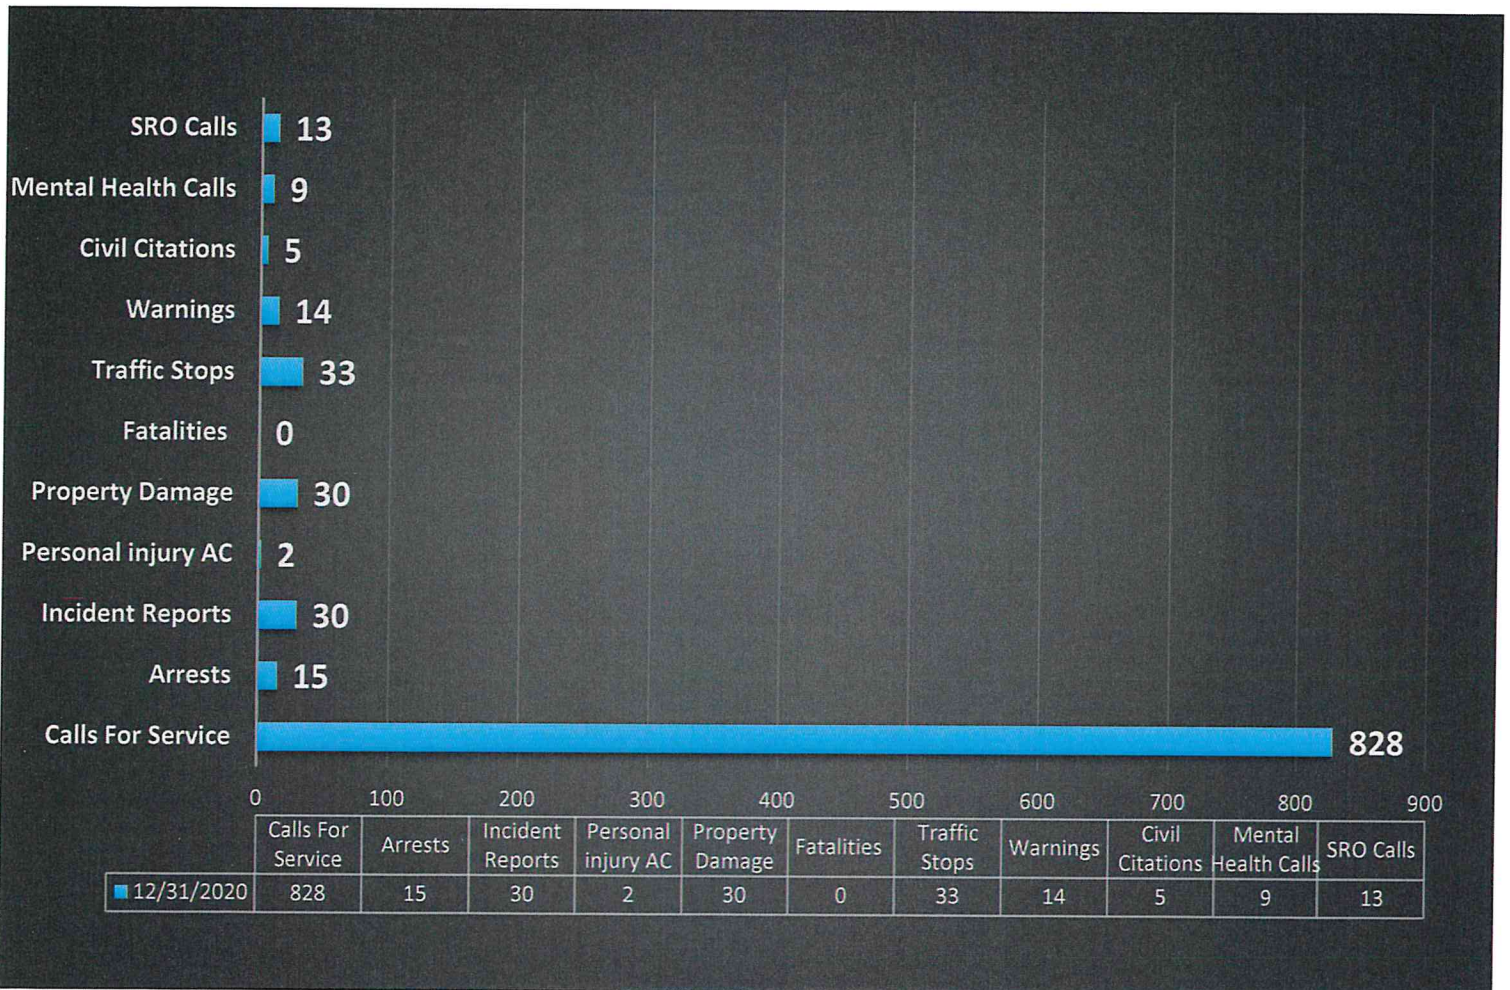 SRO Calls 13
Mental Health Calls 9
Civil Citations 5
Warnings 14
Traffic Stops 33
Fatalities 0
Property Damage 30
Personal injury AC 2
Incident Reports 30
Arrests 15
Calls For Service 828
0 100 200 300 400 500 600 700 800 900
Calls For Service Arrests Incident Reports Personal injury AC Property Damage Fatalities Traffic Stops Warnings Civil Citations Mental Health Calls SRO Calls
12/31/2020 828 15 30 2 30 0 33 14 5 9 13